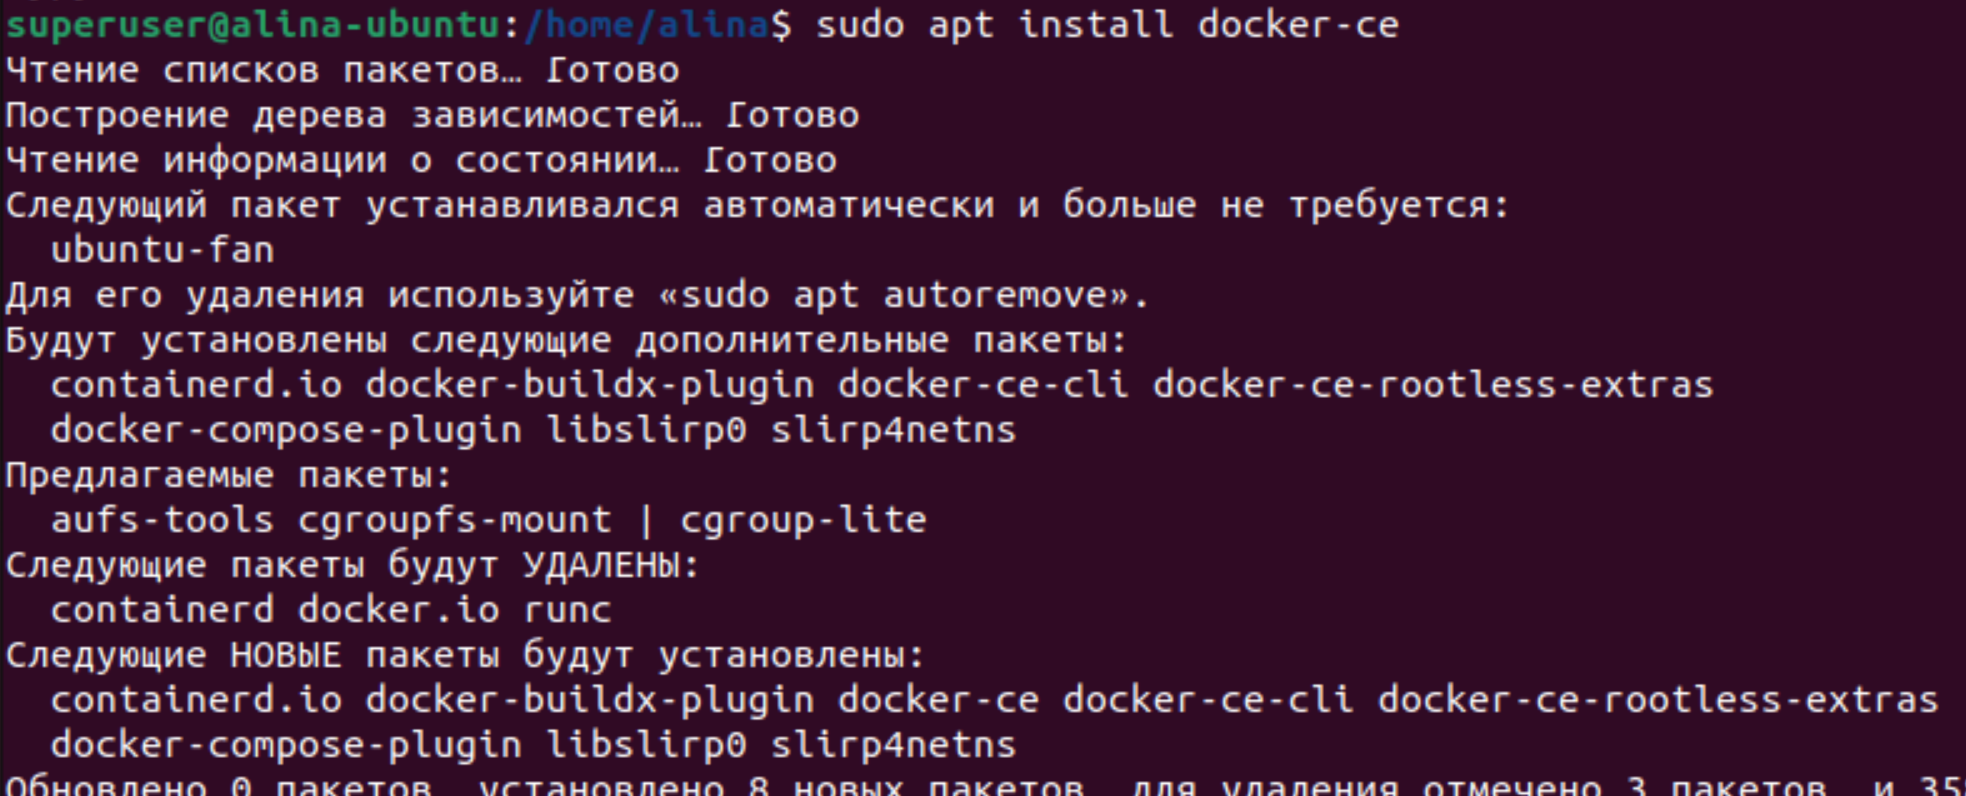 superuser@alina-ubuntu:/home/alina$ sudo apt install docker-ce
Чтение списков пакетов… Готово
Построение дерева зависимостей… Готово
Чтение информации о состоянии… Готово
Следующий пакет устанавливался автоматически и больше не требуется:
  ubuntu-fan
Для его удаления используйте «sudo apt autoremove».
Будут установлены следующие дополнительные пакеты:
  containerd.io docker-buildx-plugin docker-ce-cli docker-ce-rootless-extras
  docker-compose-plugin libslirp0 slirp4netns
Предлагаемые пакеты:
  aufs-tools cgroupfs-mount | cgroup-lite
Следующие пакеты будут УДАЛЕНЫ:
  containerd docker.io runc
Следующие НОВЫЕ пакеты будут установлены:
  containerd.io docker-buildx-plugin docker-ce docker-ce-cli docker-ce-rootless-extras
  docker-compose-plugin libslirp0 slirp4netns
Обновлено 0 пакетов, установлено 8 новых пакетов, для удаления отмечено 3 пакетов, и